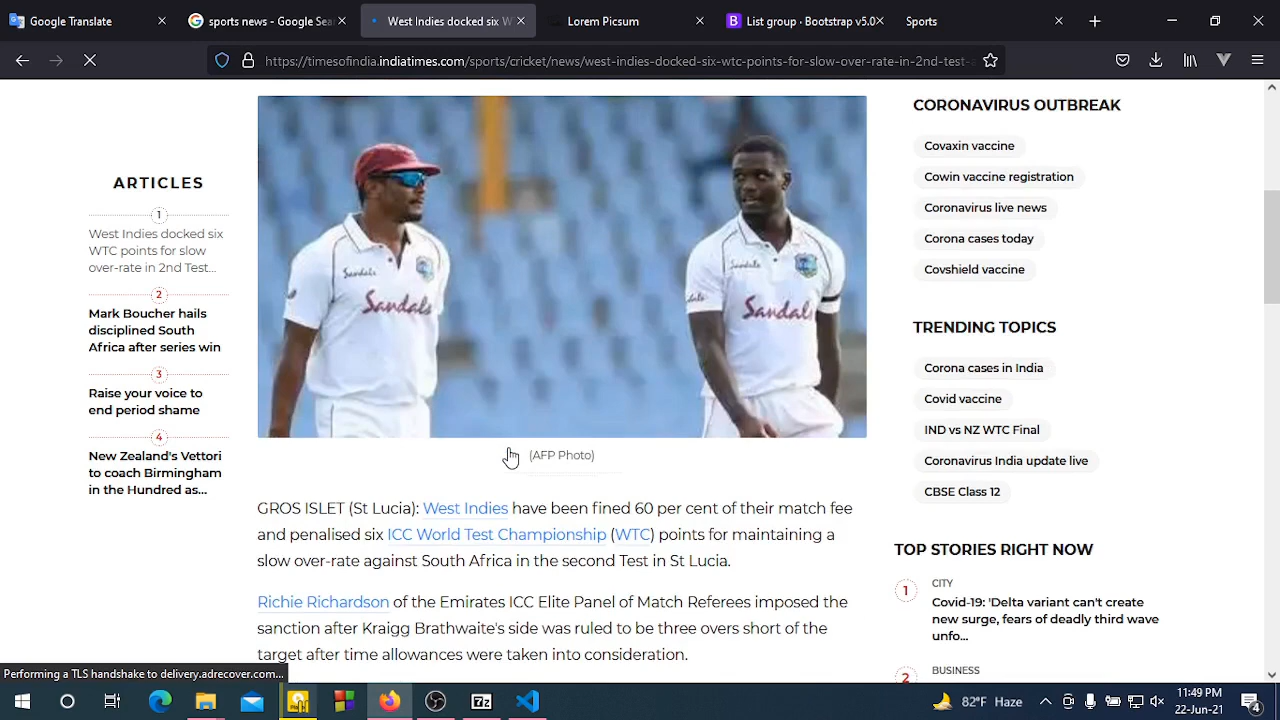 Google Translate
sports news - Google Sea
West Indies docked six W
Lorem Picsum
B List group · Bootstrap v5.0
Sports
https://timesofindia.indiatimes.com/sports/cricket/news/west-indies-docked-six-wtc-points-for-slow-over-rate-in-2nd-test-a
ARTICLES
1
West Indies docked six
WTC points for slow
over-rate in 2nd Test...
2
Mark Boucher hails
disciplined South
Africa after series win
3
Raise your voice to
end period shame
4
New Zealand's Vettori
to coach Birmingham
in the Hundred as...
Sandals
Sandals
Sandals
Sandals
(AFP Photo)
GROS ISLET (St Lucia): West Indies have been fined 60 per cent of their match fee
and penalised six ICC World Test Championship (WTC) points for maintaining a
slow over-rate against South Africa in the second Test in St Lucia.
Richie Richardson of the Emirates ICC Elite Panel of Match Referees imposed the
sanction after Kraigg Brathwaite's side was ruled to be three overs short of the
target after time allowances were taken into consideration.
CORONAVIRUS OUTBREAK
Covaxin vaccine
Cowin vaccine registration
Coronavirus live news
Corona cases today
Covshield vaccine
TRENDING TOPICS
Corona cases in India
Covid vaccine
IND vs NZ WTC Final
Coronavirus India update live
CBSE Class 12
TOP STORIES RIGHT NOW
1
CITY
Covid-19: 'Delta variant can't create
new surge, fears of deadly third wave
unfo...
2
BUSINESS
Performing a TLS handshake to delivery.adrecover.com...
7z
82°F Haze
11:49 PM
22-Jun-21
4